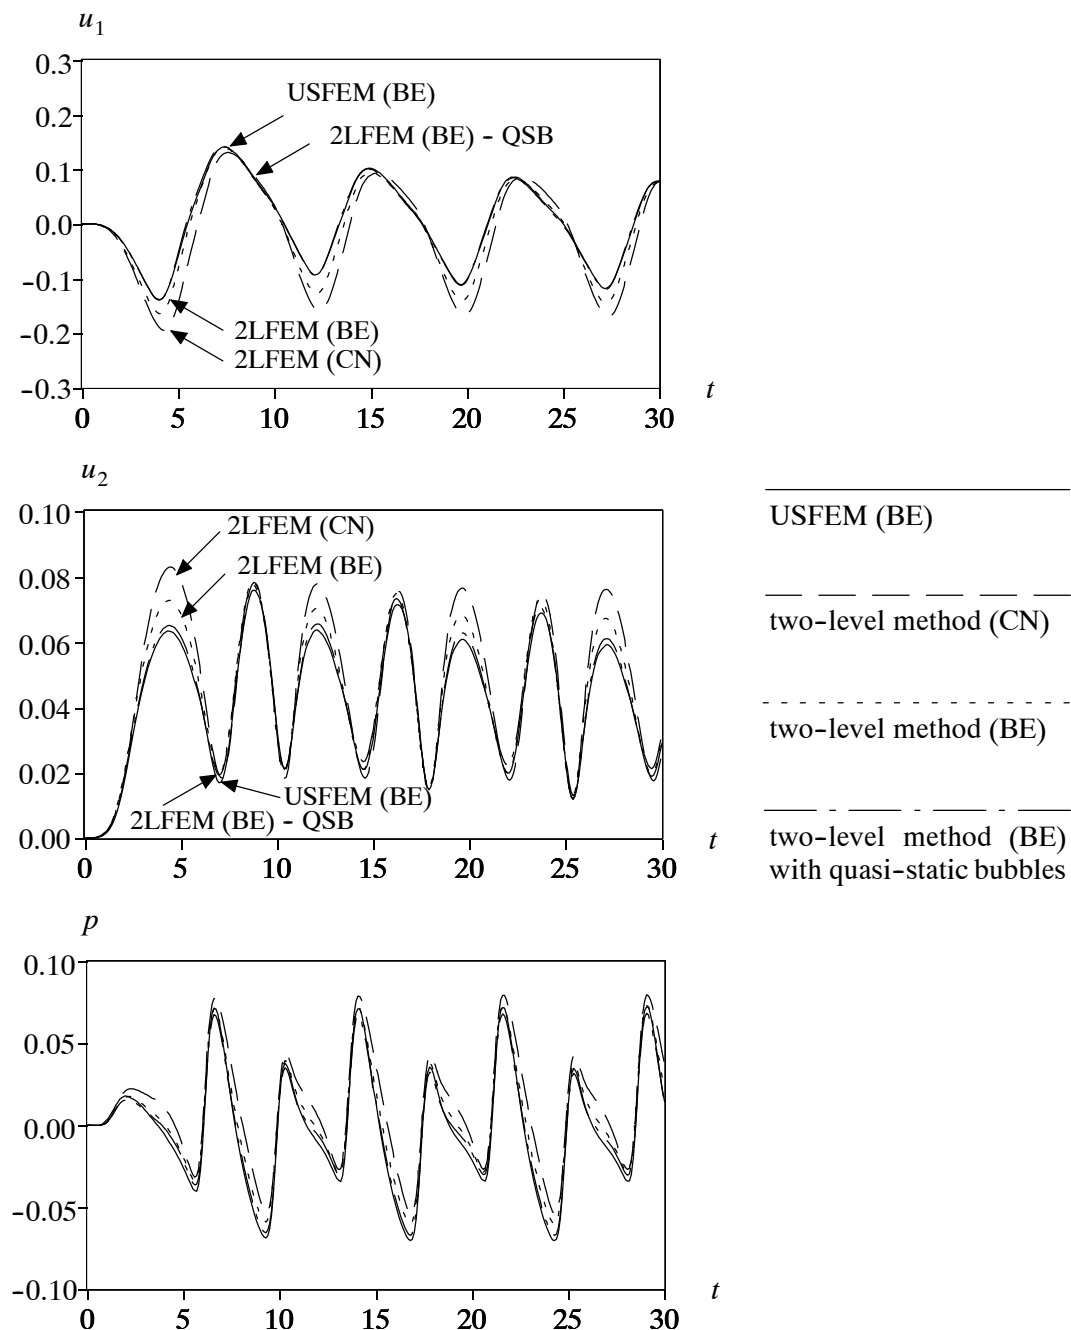 u1
0.3
0.2
0.1
0.0
-0.1
-0.2
-0.3
USFEM (BE)
2LFEM (BE) - QSB
2LFEM (BE)
2LFEM (CN)
0 5 10 15 20 25 30
t
u2
0.10
0.08
0.06
0.04
0.02
0.00
2LFEM (CN)
2LFEM (BE)
USFEM (BE)
2LFEM (BE) - QSB
0 5 10 15 20 25 30
t
USFEM (BE)
two-level method (CN)
two-level method (BE)
two-level method (BE)
with quasi-static bubbles
p
0.10
0.05
0.00
-0.05
-0.10
0 5 10 15 20 25 30
t